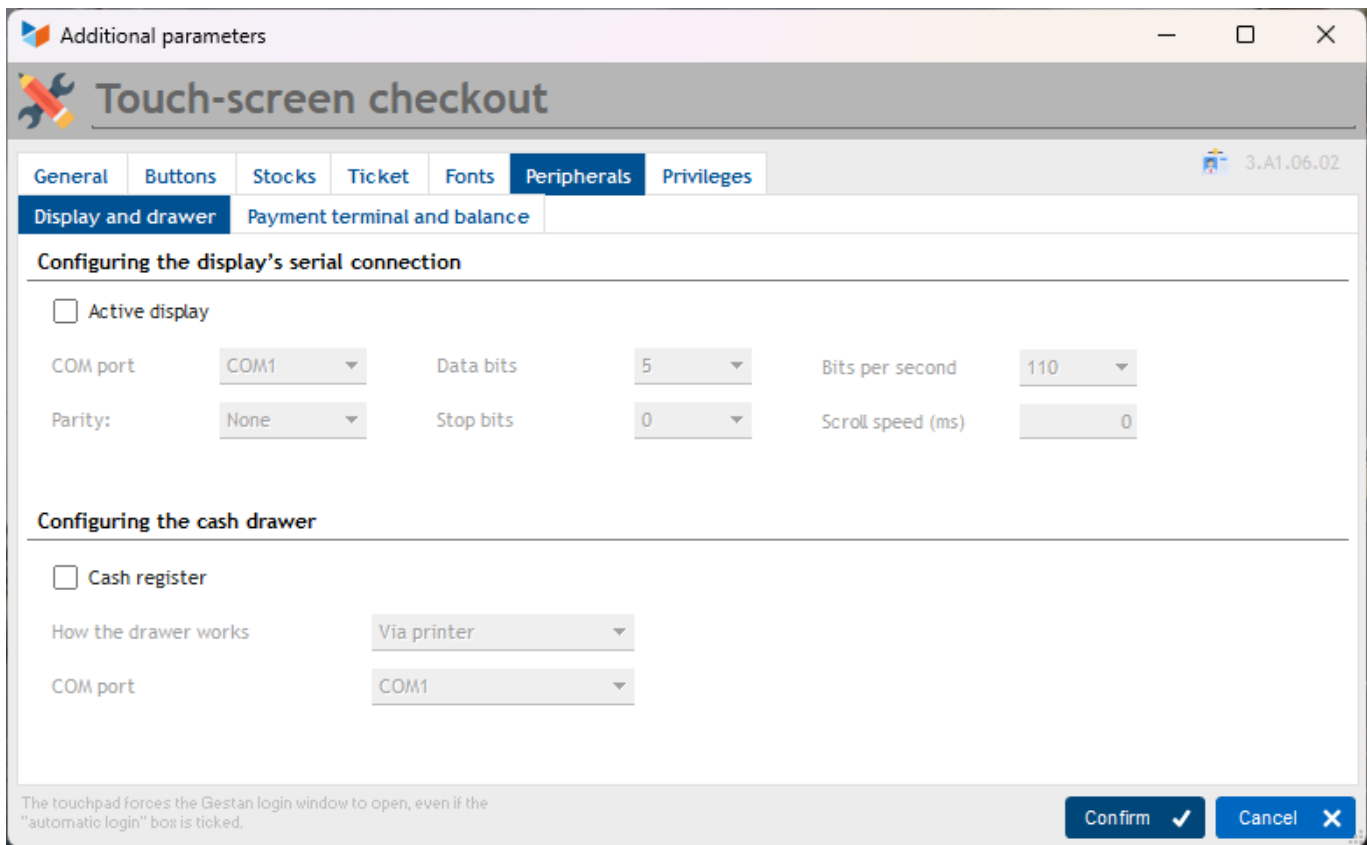 Additional parameters
Touch-screen checkout
General Buttons Stocks Ticket Fonts Peripherals Privileges
3.A1.06.02
Display and drawer Payment terminal and balance
Configuring the display's serial connection
Active display
COM port COM1 Data bits 5 Bits per second 110
Parity: None Stop bits 0 Scroll speed (ms) 0
Configuring the cash drawer
Cash register
How the drawer works Via printer
COM port COM1
The touchpad forces the Gestan login window to open, even if the
"automatic login" box is ticked.
Confirm Cancel